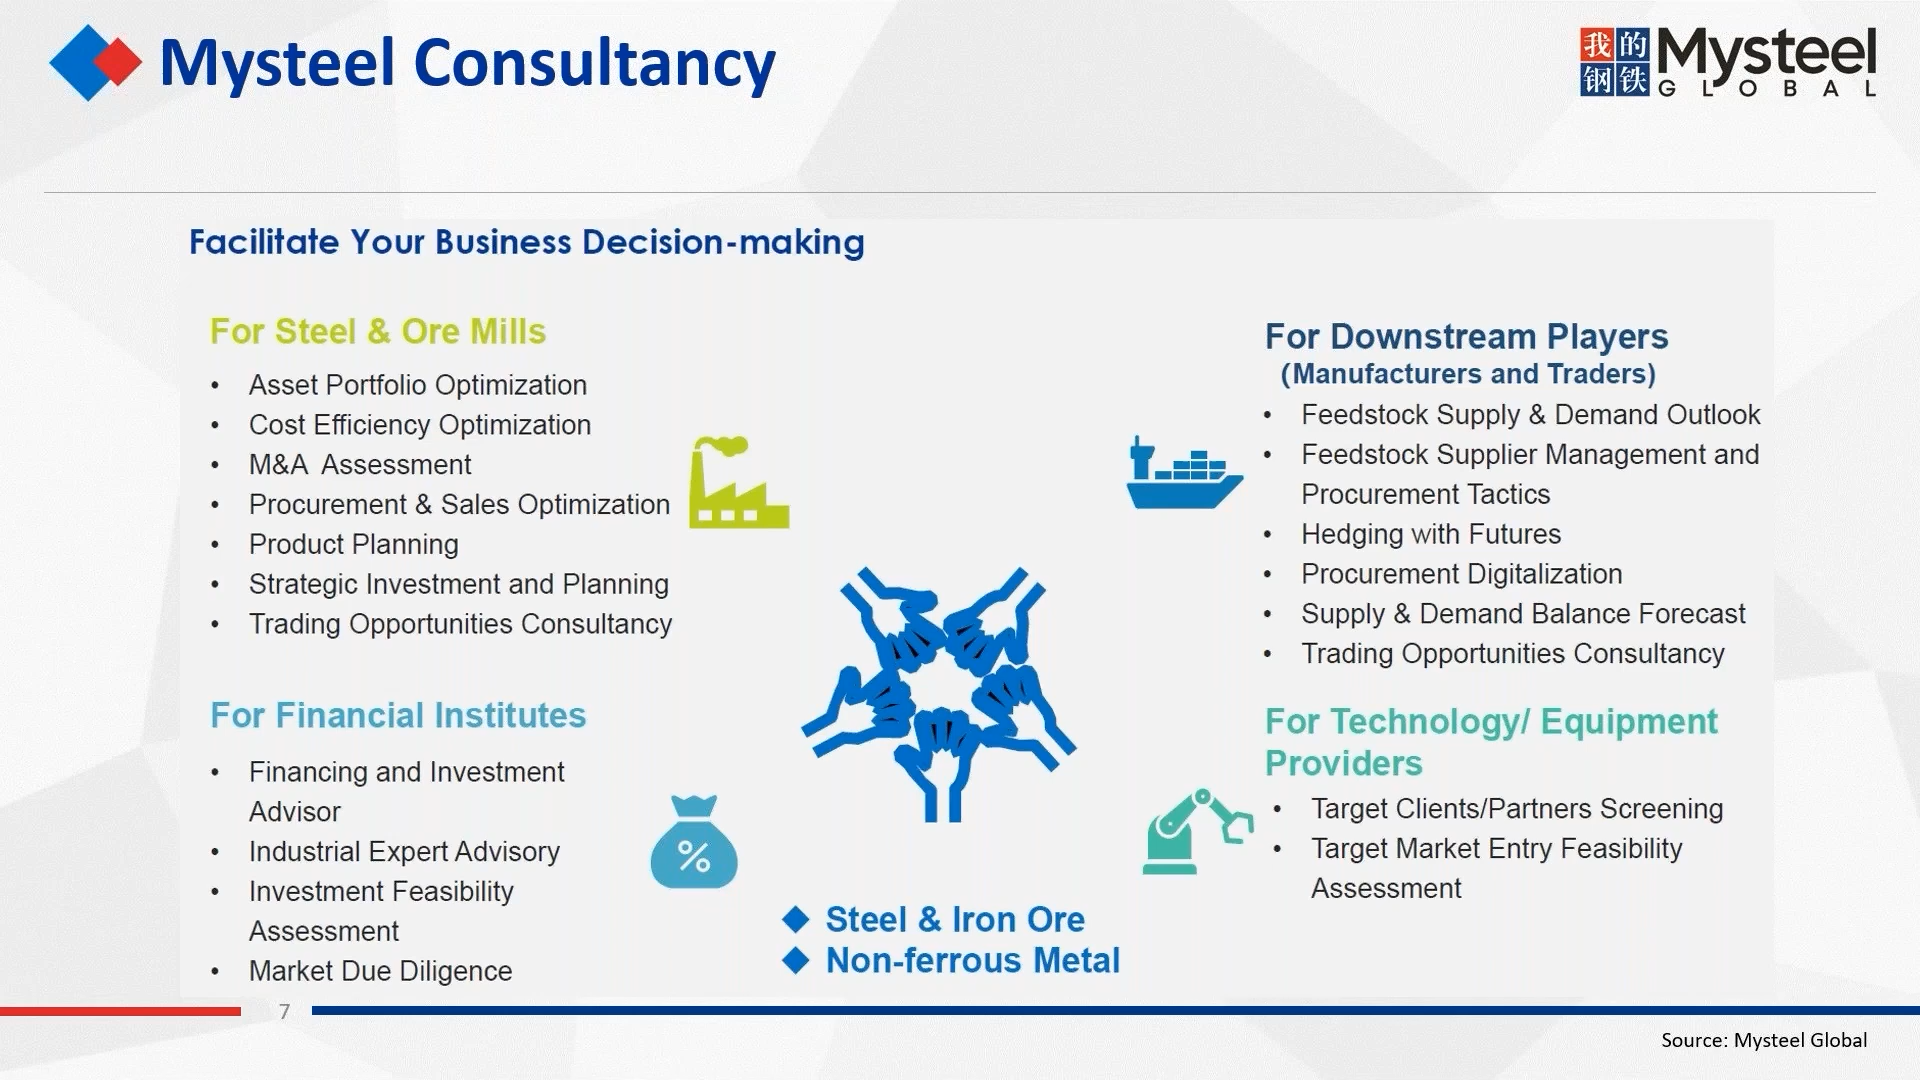 Mysteel Consultancy
我的
钢铁
Mysteel
GLOBAL
Facilitate Your Business Decision-making
For Steel & Ore Mills
• Asset Portfolio Optimization
• Cost Efficiency Optimization
• M&A Assessment
• Procurement & Sales Optimization
• Product Planning
• Strategic Investment and Planning
• Trading Opportunities Consultancy
For Financial Institutes
• Financing and Investment
Advisor
• Industrial Expert Advisory
• Investment Feasibility
Assessment
• Market Due Diligence
%
◆ Steel & Iron Ore
◆ Non-ferrous Metal
For Downstream Players
(Manufacturers and Traders)
• Feedstock Supply & Demand Outlook
• Feedstock Supplier Management and
Procurement Tactics
• Hedging with Futures
• Procurement Digitalization
• Supply & Demand Balance Forecast
• Trading Opportunities Consultancy
For Technology/ Equipment
Providers
• Target Clients/Partners Screening
• Target Market Entry Feasibility
Assessment
7
Source: Mysteel Global